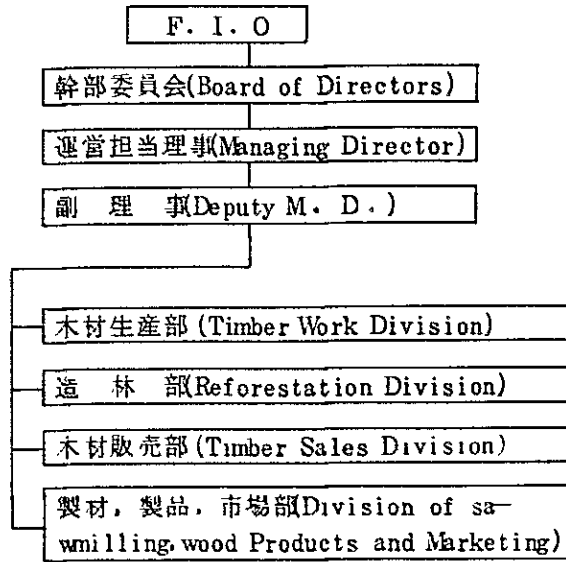 F. I. O
幹部委員会(Board of Directors)
運営担当理事(Managing Director)
副 理 事(Deputy M. D.)
木材生産部 (Timber Work Division)
造 林 部(Reforestation Division)
木材販売部 (Timber Sales Division)
製材, 製品, 市場部(Division of sa-
wmilling, wood Products and Marketing)